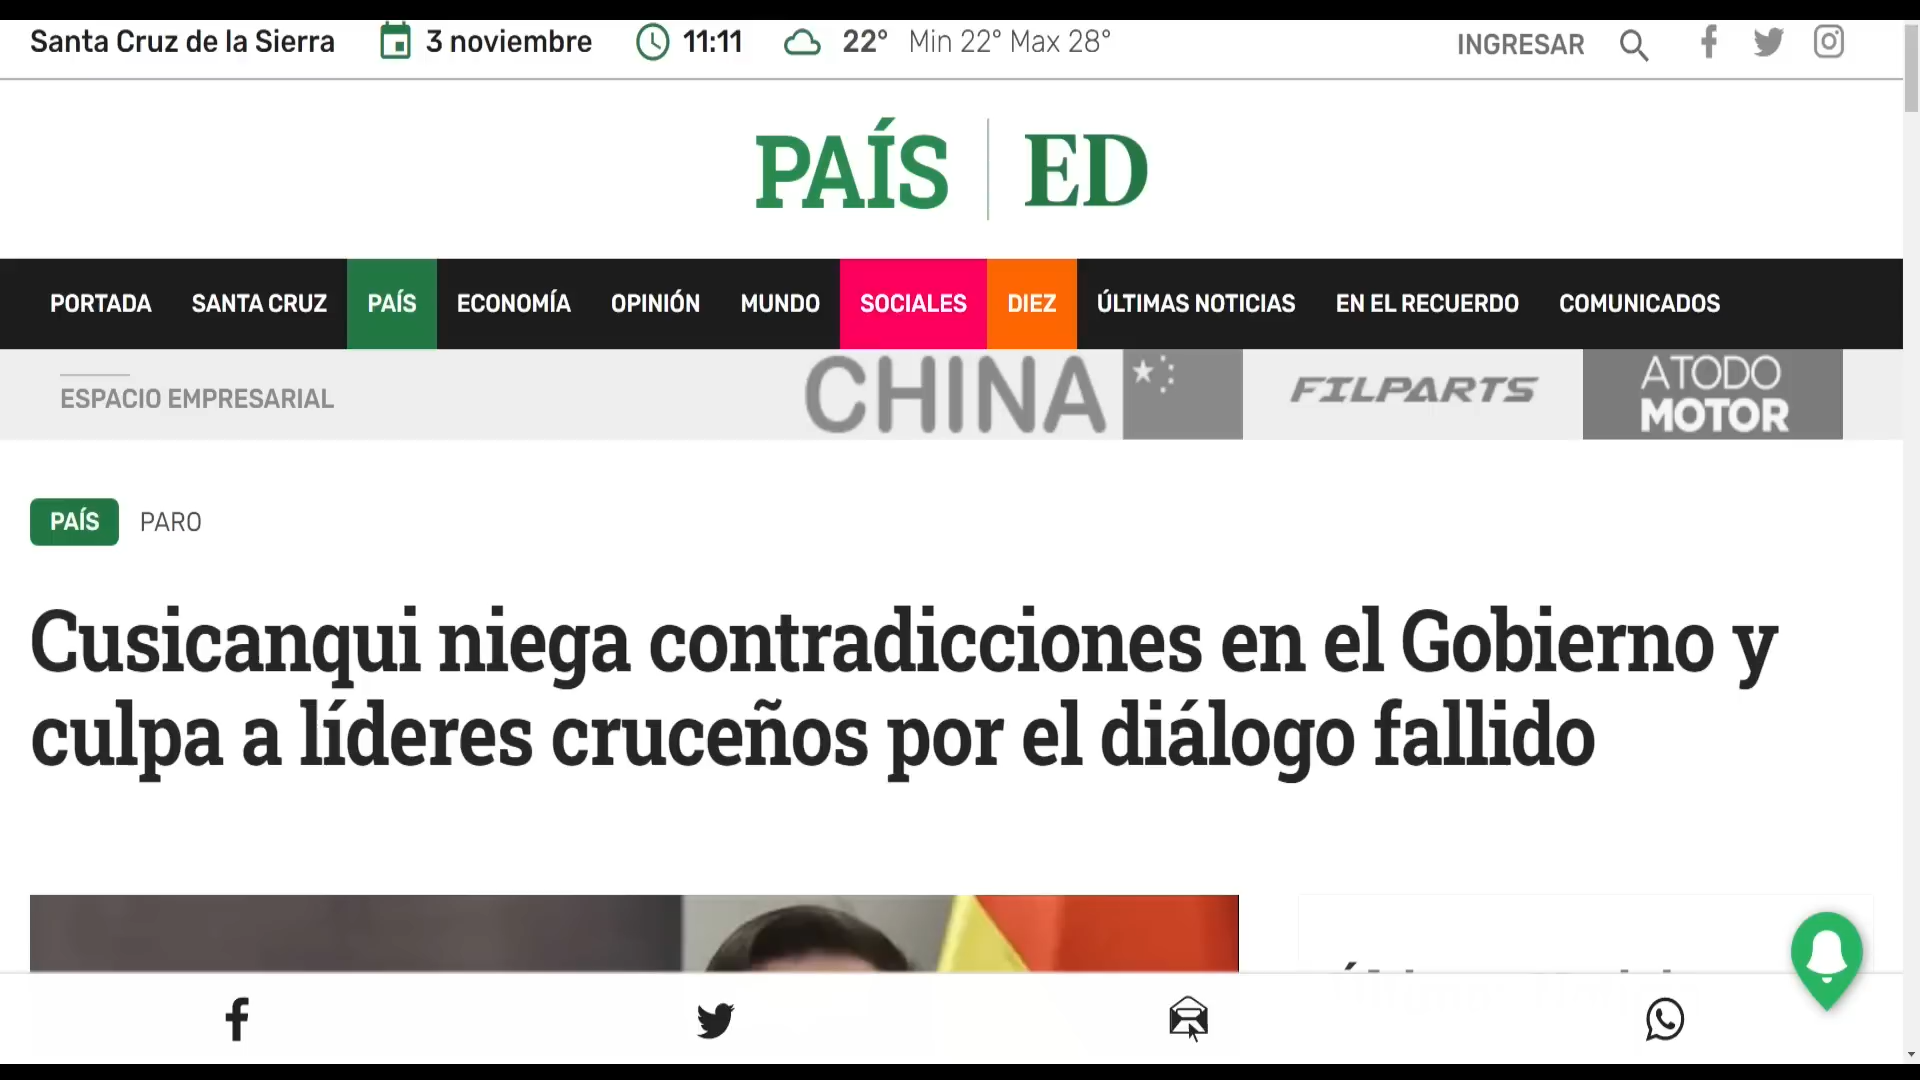 Santa Cruz de la Sierra 3 noviembre 11:11 22° Min 22° Max 28° INGRESAR
PAÍS ED
PORTADA SANTA CRUZ PAÍS ECONOMÍA OPINIÓN MUNDO SOCIALES DIEZ ÚLTIMAS NOTICIAS EN EL RECUERDO COMUNICADOS
ESPACIO EMPRESARIAL CHINA FILPARTS ATODO
MOTOR
PAÍS PARO
Cusicanqui niega contradicciones en el Gobierno y
culpa a líderes cruceños por el diálogo fallido